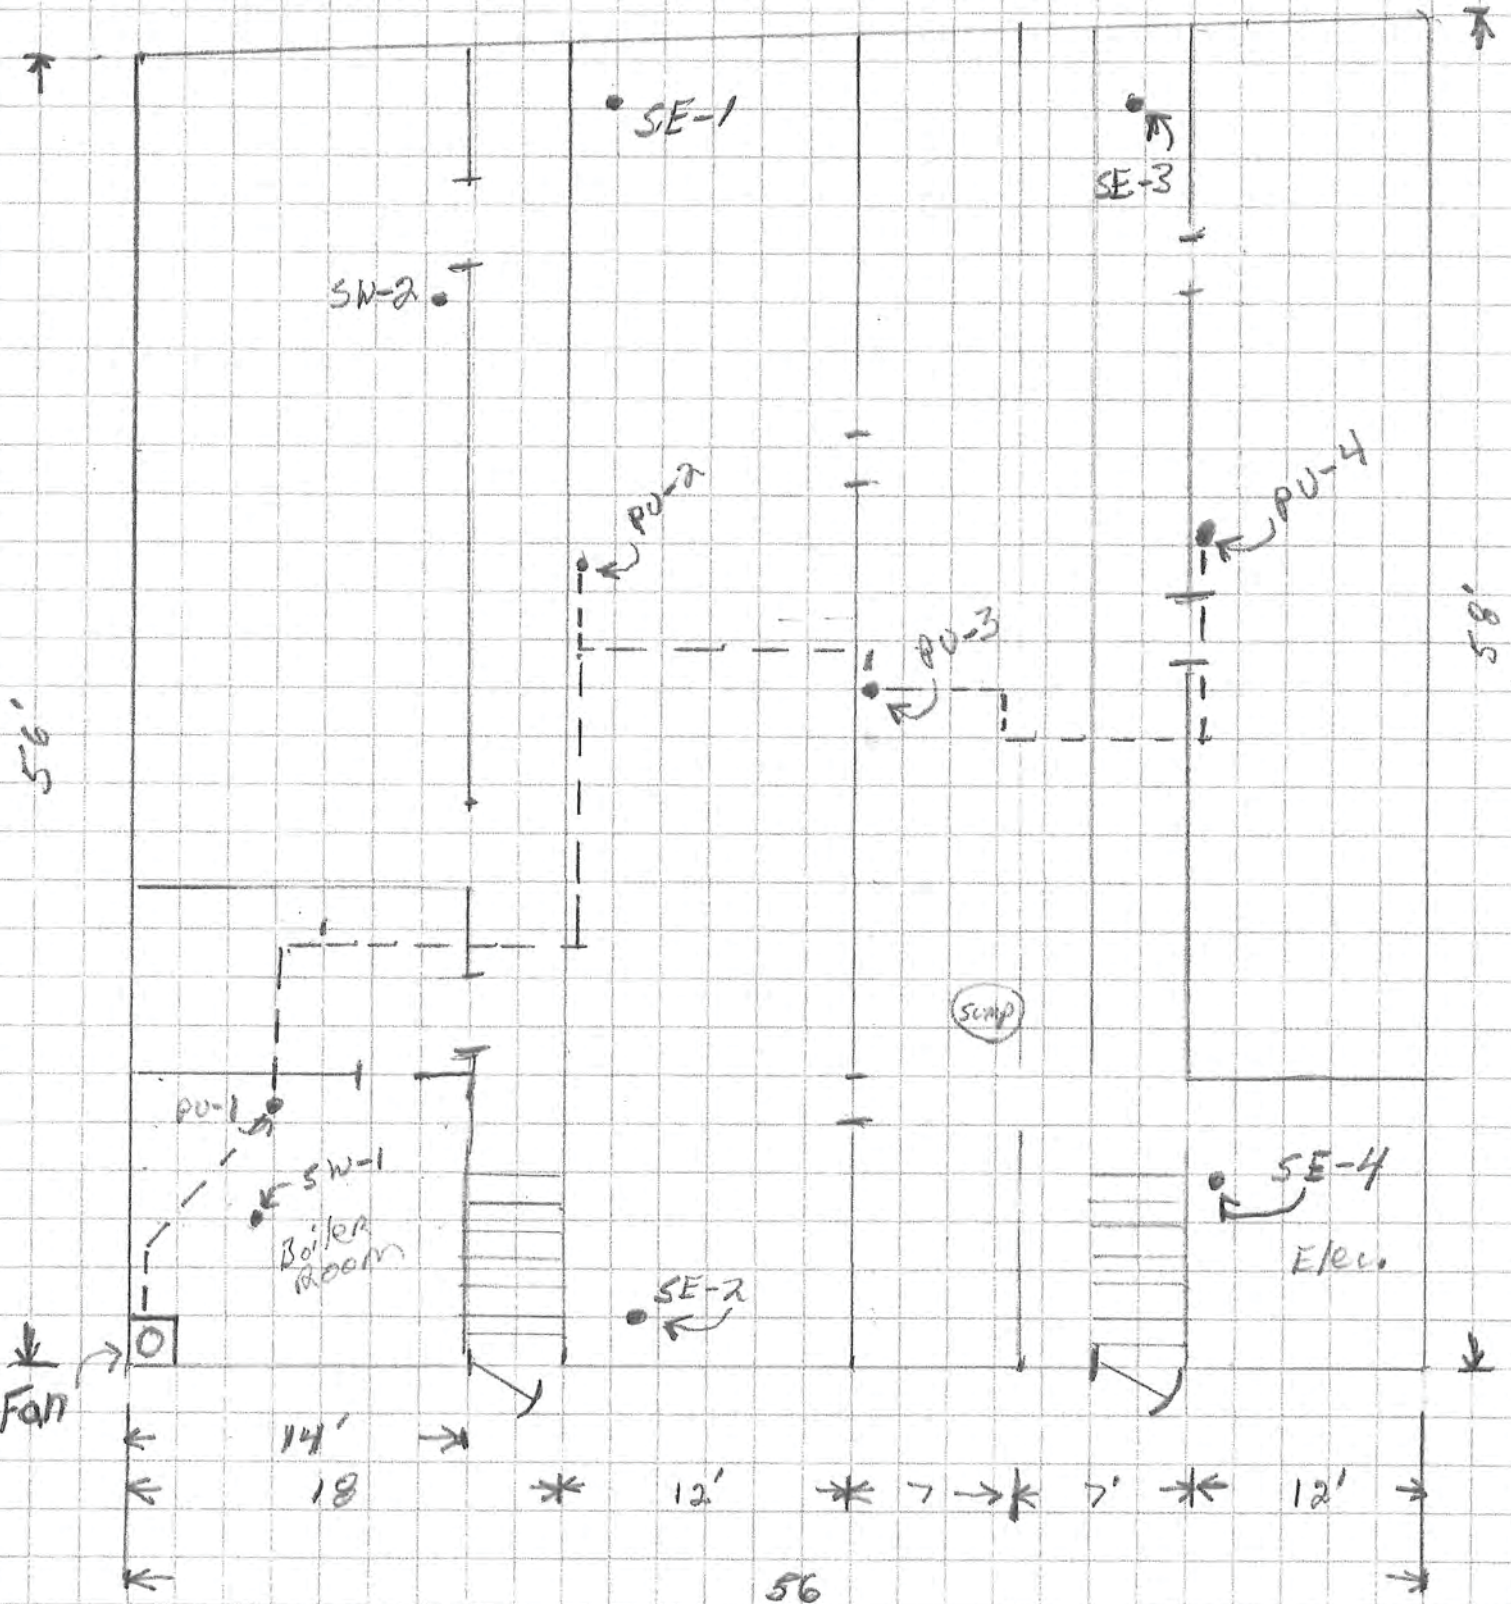 SE-1
SE-3
SW-2
PU-2
PU-4
PU-3
56'
58'
sump
PU-1
SW-1
Boiler
Room
SE-4
Elec.
SE-2
Fan
14'
18
12'
7
7'
12'
56